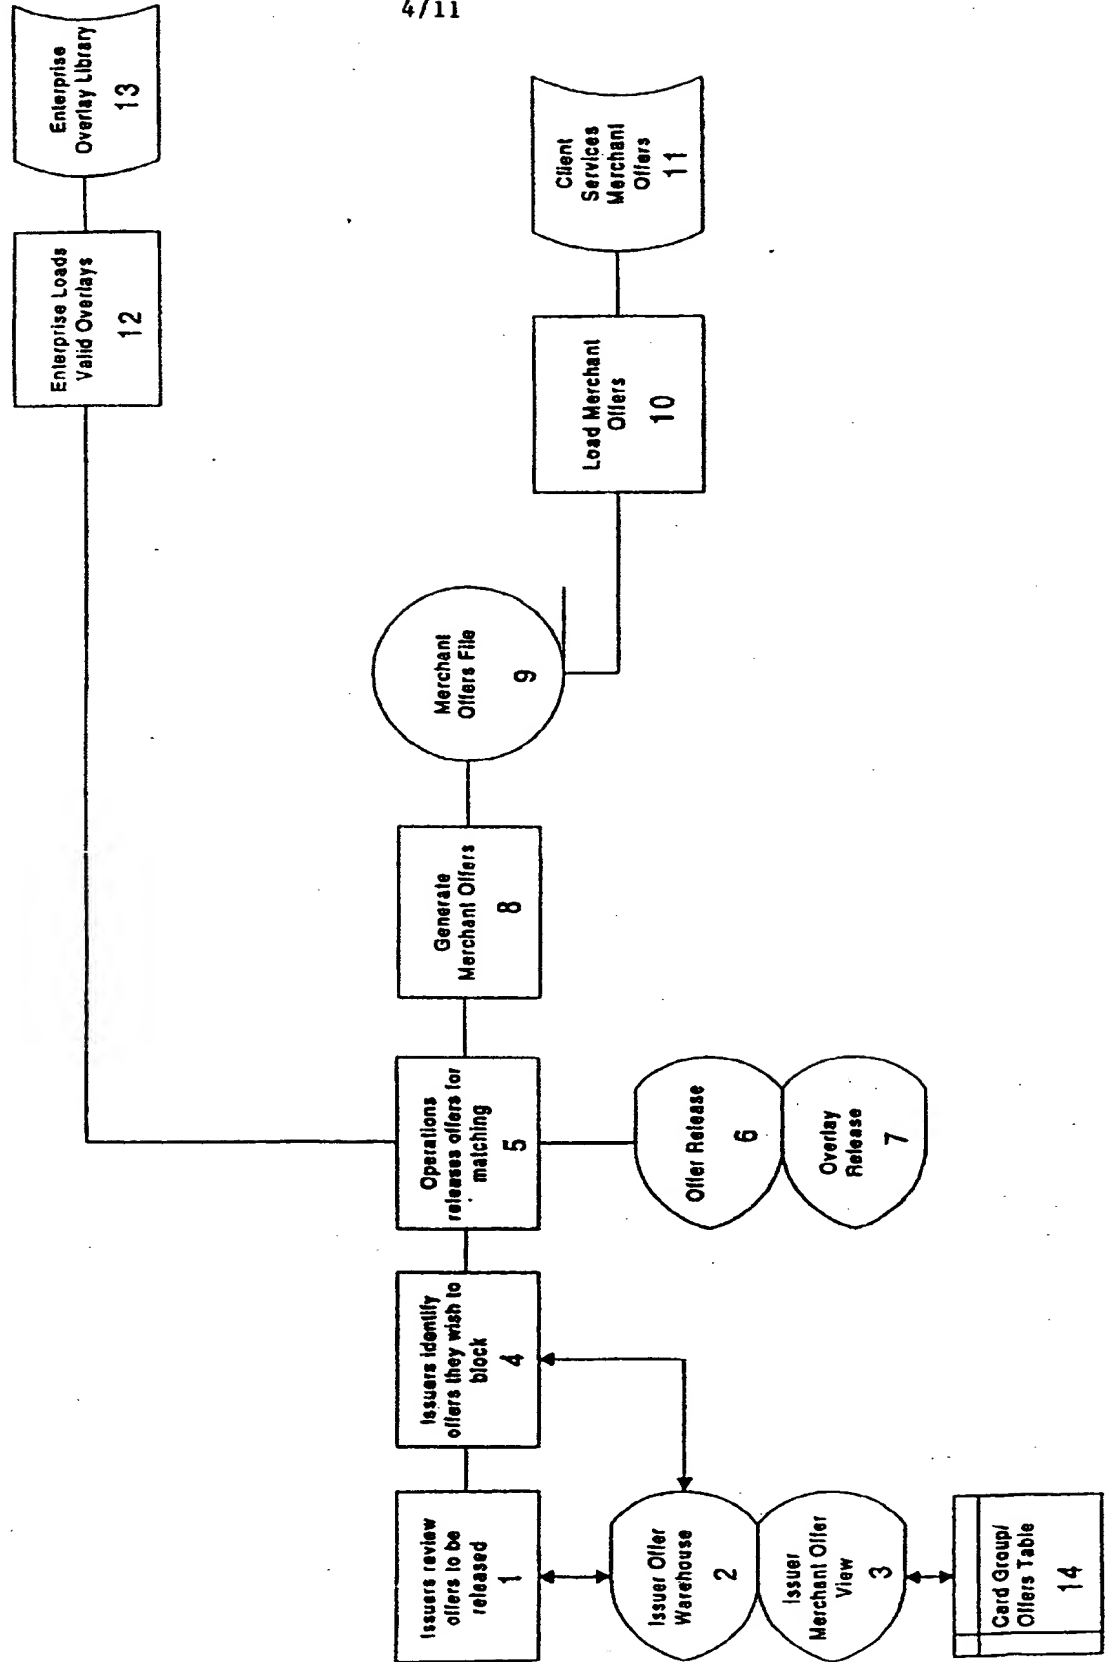 4/11
Issuers review
offers to be
released
1
Issuer Offer
Warehouse
2
Issuer
Merchant Offer
View
3
Card Group/
Offers Table
14
Issuers identify
offers they wish to
block
4
Operations
releases offers for
matching
5
Offer Release
6
Overlay
Release
7
Generate
Merchant Offers
8
Merchant
Offers File
9
Load Merchant
Offers
10
Client
Services
Merchant
Offers
11
Enterprise Loads
Valid Overlays
12
Enterprise
Overlay Library
13